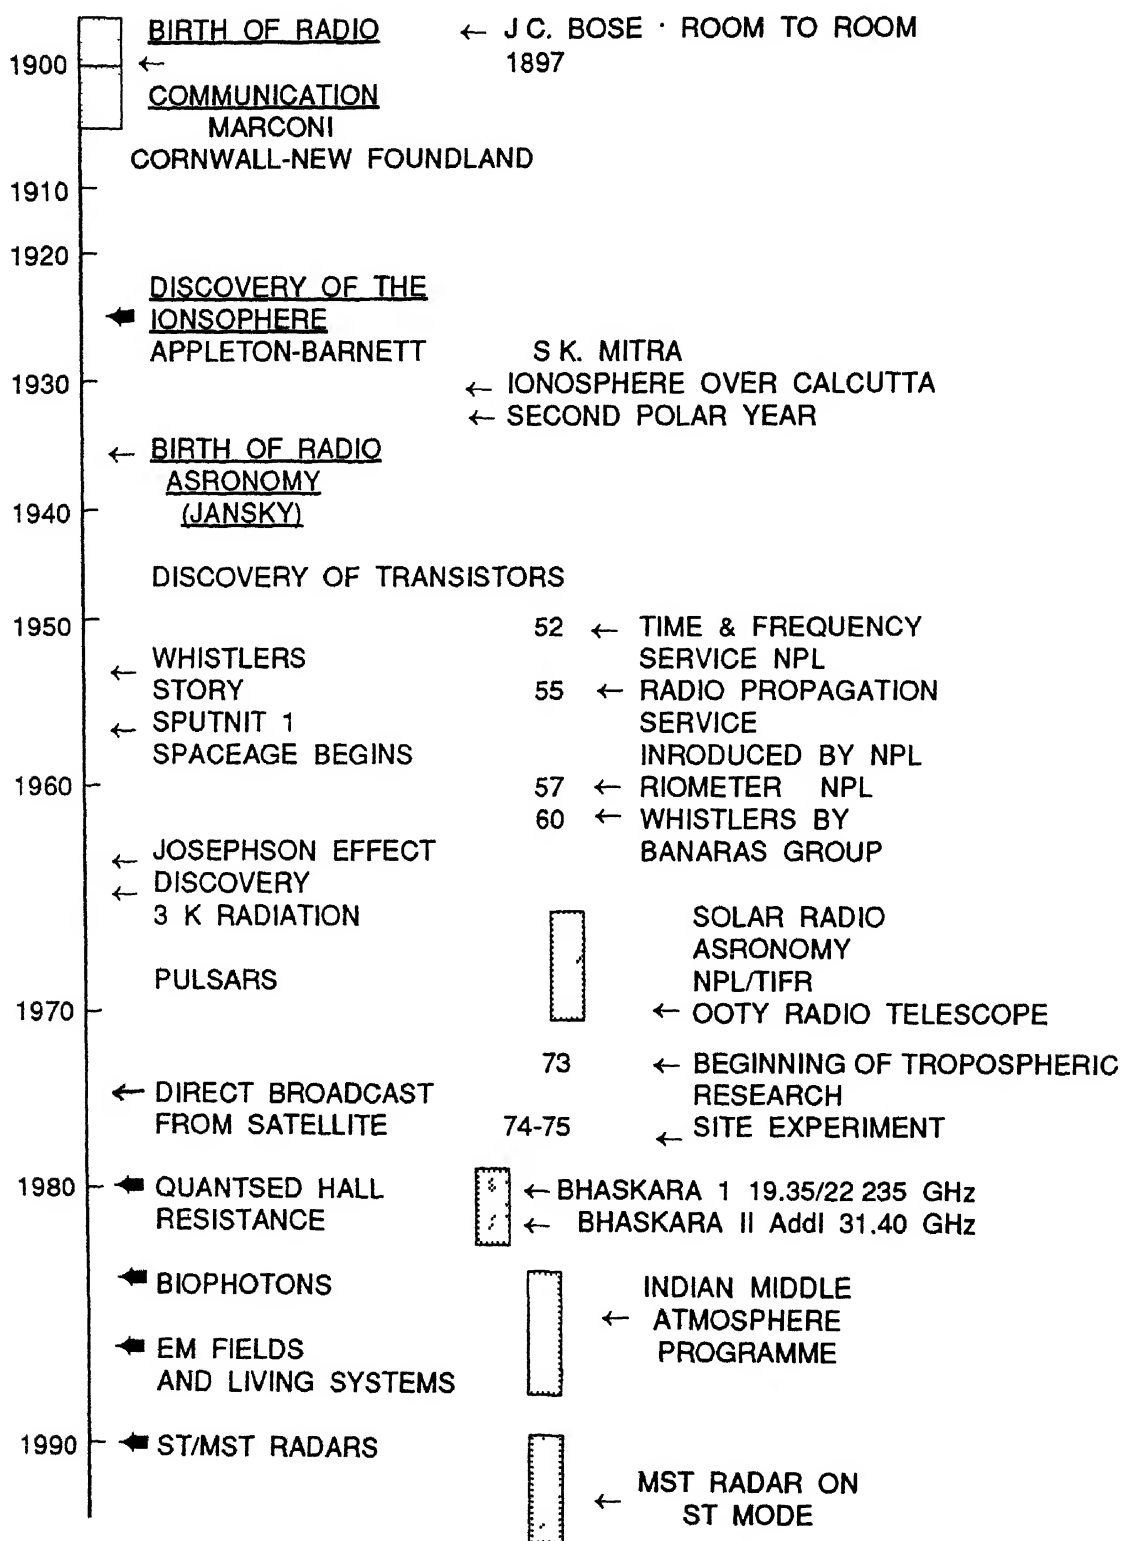 BIRTH OF RADIO ← J C. BOSE · ROOM TO ROOM
1900 ← 1897
COMMUNICATION
MARCONI
CORNWALL-NEW FOUNDLAND
1910
1920
DISCOVERY OF THE
IONSOPHERE
APPLETON-BARNETT S K. MITRA
1930 ← IONOSPHERE OVER CALCUTTA
← SECOND POLAR YEAR
← BIRTH OF RADIO
ASRONOMY
1940 (JANSKY)
DISCOVERY OF TRANSISTORS
1950 52 ← TIME & FREQUENCY
← WHISTLERS SERVICE NPL
STORY 55 ← RADIO PROPAGATION
← SPUTNIT 1 SERVICE
SPACEAGE BEGINS INRODUCED BY NPL
1960 57 ← RIOMETER NPL
60 ← WHISTLERS BY
← JOSEPHSON EFFECT BANARAS GROUP
← DISCOVERY
3 K RADIATION SOLAR RADIO
ASRONOMY
PULSARS NPL/TIFR
1970 ← OOTY RADIO TELESCOPE
73 ← BEGINNING OF TROPOSPHERIC
← DIRECT BROADCAST RESEARCH
FROM SATELLITE 74-75 ← SITE EXPERIMENT
1980 QUANTSED HALL ← BHASKARA 1 19.35/22 235 GHz
RESISTANCE ← BHASKARA II Addl 31.40 GHz
BIOPHOTONS INDIAN MIDDLE
← ATMOSPHERE
EM FIELDS PROGRAMME
AND LIVING SYSTEMS
1990 ST/MST RADARS
← MST RADAR ON
ST MODE